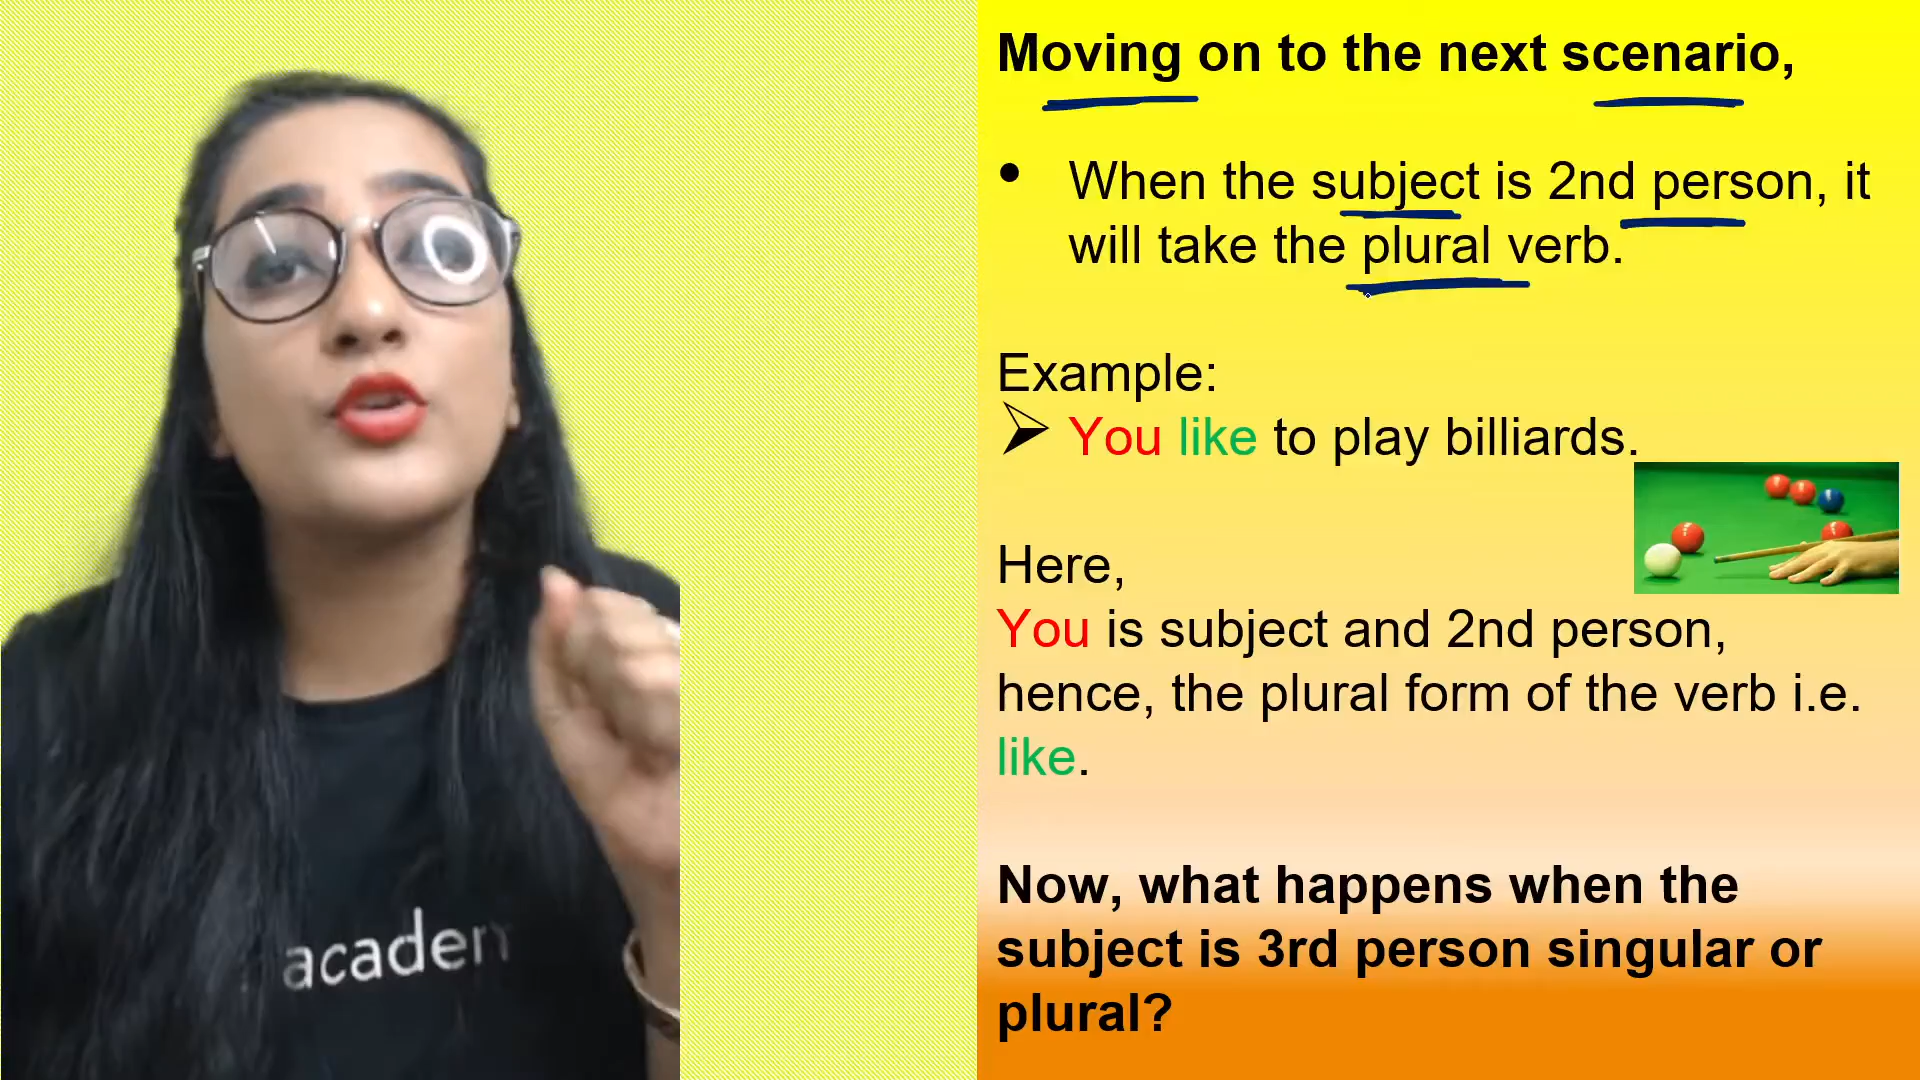 Moving on to the next scenario,
• When the subject is 2nd person, it
will take the plural verb.
Example:
➢ You like to play billiards.
Here,
You is subject and 2nd person,
hence, the plural form of the verb i.e.
like.
Now, what happens when the
subject is 3rd person singular or
plural?